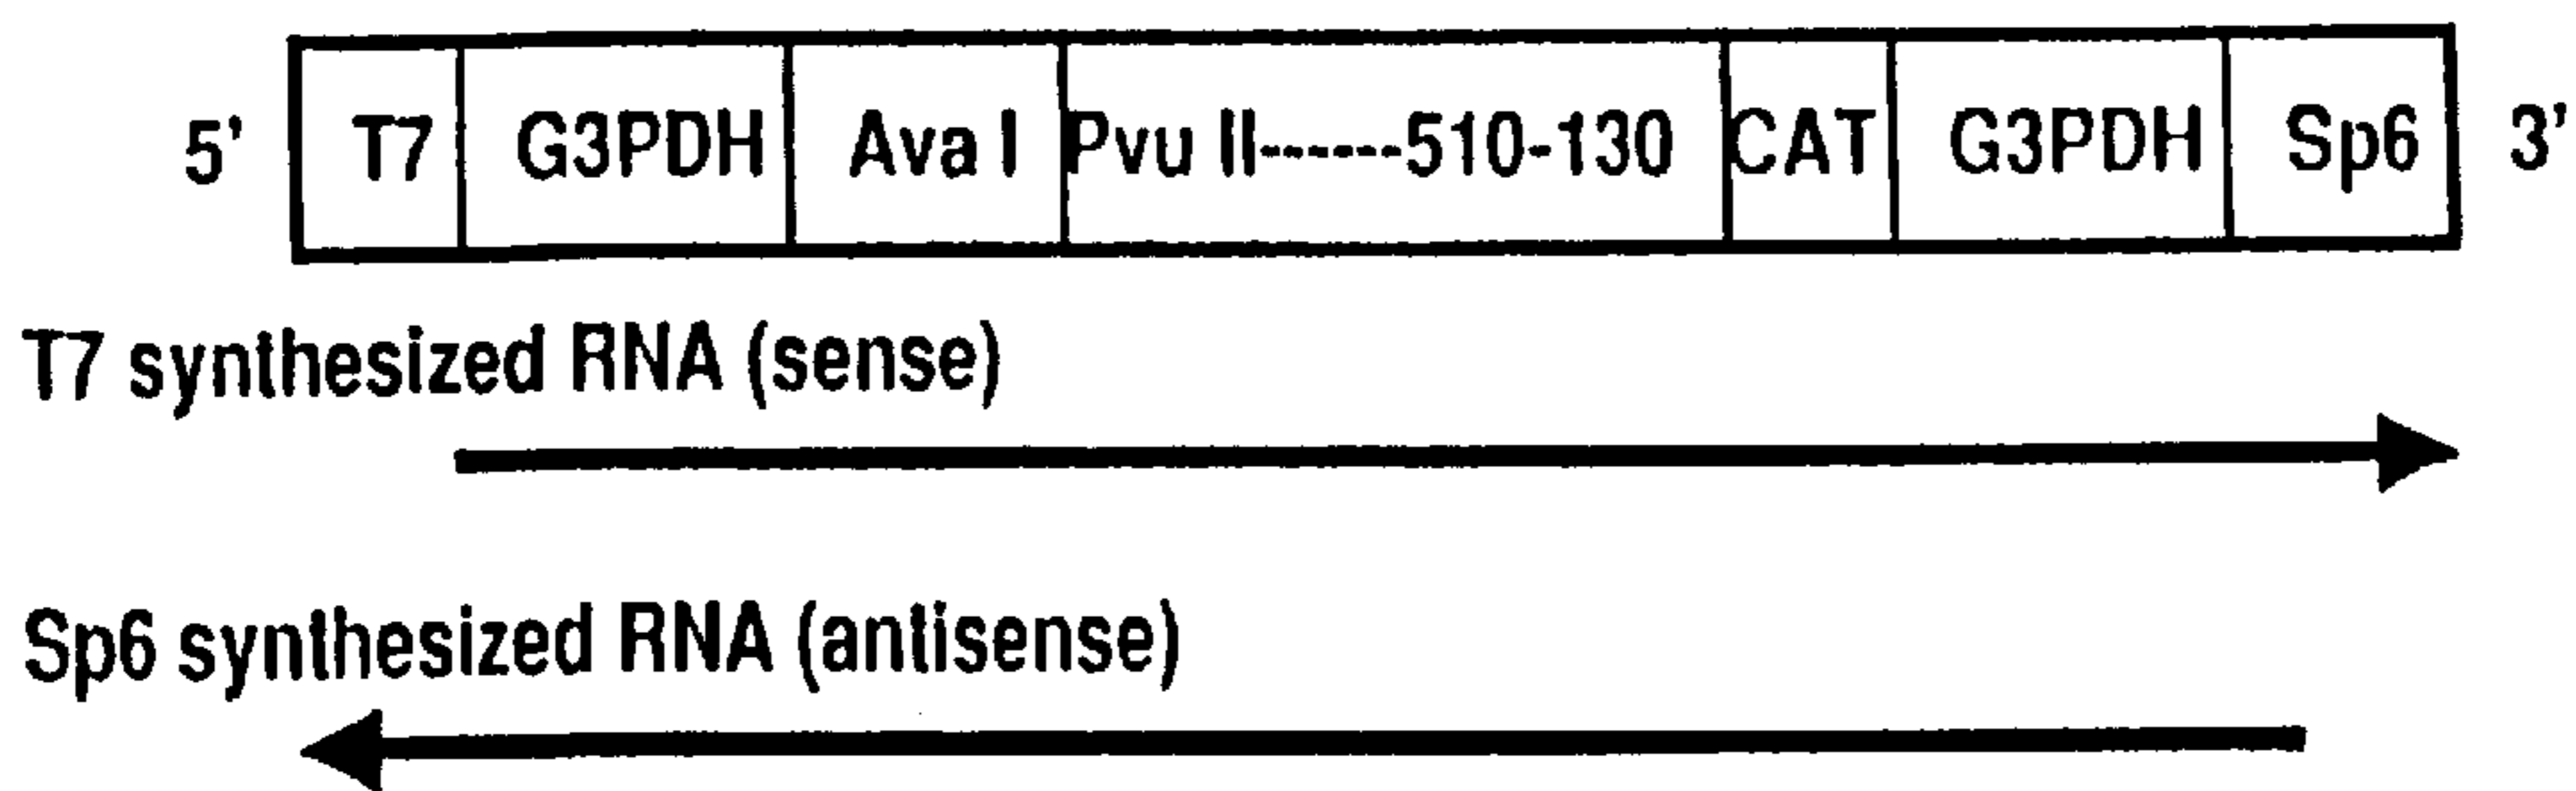 5' T7 G3PDH Ava I Pvu II------510-130 CAT G3PDH Sp6 3'
T7 synthesized RNA (sense)
Sp6 synthesized RNA (antisense)